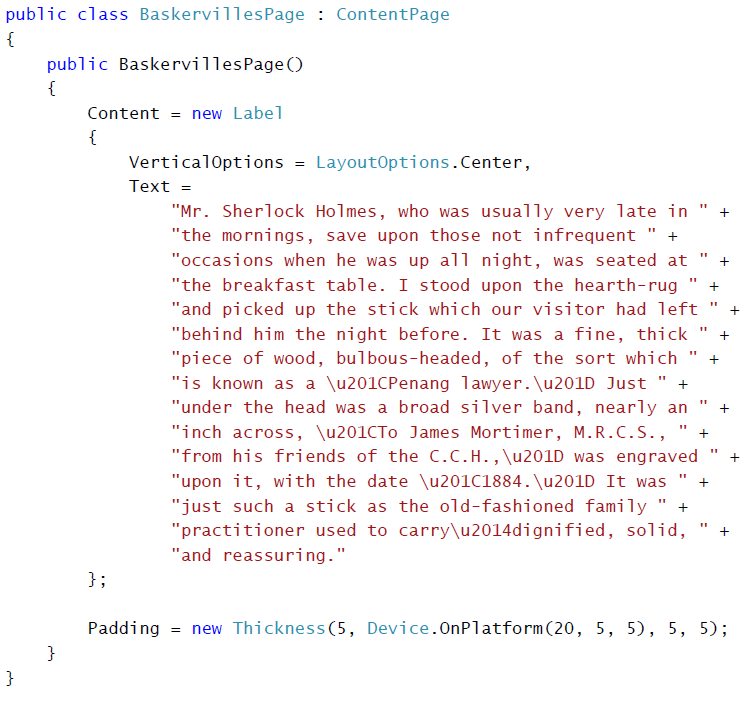 public class BaskervillesPage : ContentPage
{
    public BaskervillesPage()
    {
        Content = new Label
        {
            VerticalOptions = LayoutOptions.Center,
            Text =
                "Mr. Sherlock Holmes, who was usually very late in " +
                "the mornings, save upon those not infrequent " +
                "occasions when he was up all night, was seated at " +
                "the breakfast table. I stood upon the hearth-rug " +
                "and picked up the stick which our visitor had left " +
                "behind him the night before. It was a fine, thick " +
                "piece of wood, bulbous-headed, of the sort which " +
                "is known as a \u201CPenang lawyer.\u201D Just " +
                "under the head was a broad silver band, nearly an " +
                "inch across, \u201CTo James Mortimer, M.R.C.S., " +
                "from his friends of the C.C.H.,\u201D was engraved " +
                "upon it, with the date \u201C1884.\u201D It was " +
                "just such a stick as the old-fashioned family " +
                "practitioner used to carry\u2014dignified, solid, " +
                "and reassuring."
        };

        Padding = new Thickness(5, Device.OnPlatform(20, 5, 5), 5, 5);
    }
}